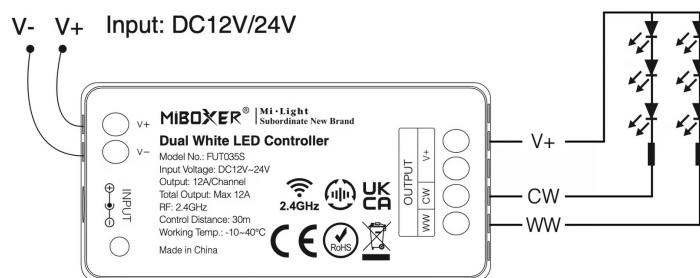 V- V+ Input: DC12V/24V
V+
V-
INPUT
MiBOXER® Mi·Light
Subordinate New Brand
Dual White LED Controller
Model No.: FUT035S
Input Voltage: DC12V~24V
Output: 12A/Channel
Total Output: Max 12A
RF: 2.4GHz
Control Distance: 30m
Working Temp.: -10~40°C
Made in China
2.4GHz
UK
CA
CE
RoHS
OUTPUT
V+
CW
WW
V+
CW
WW